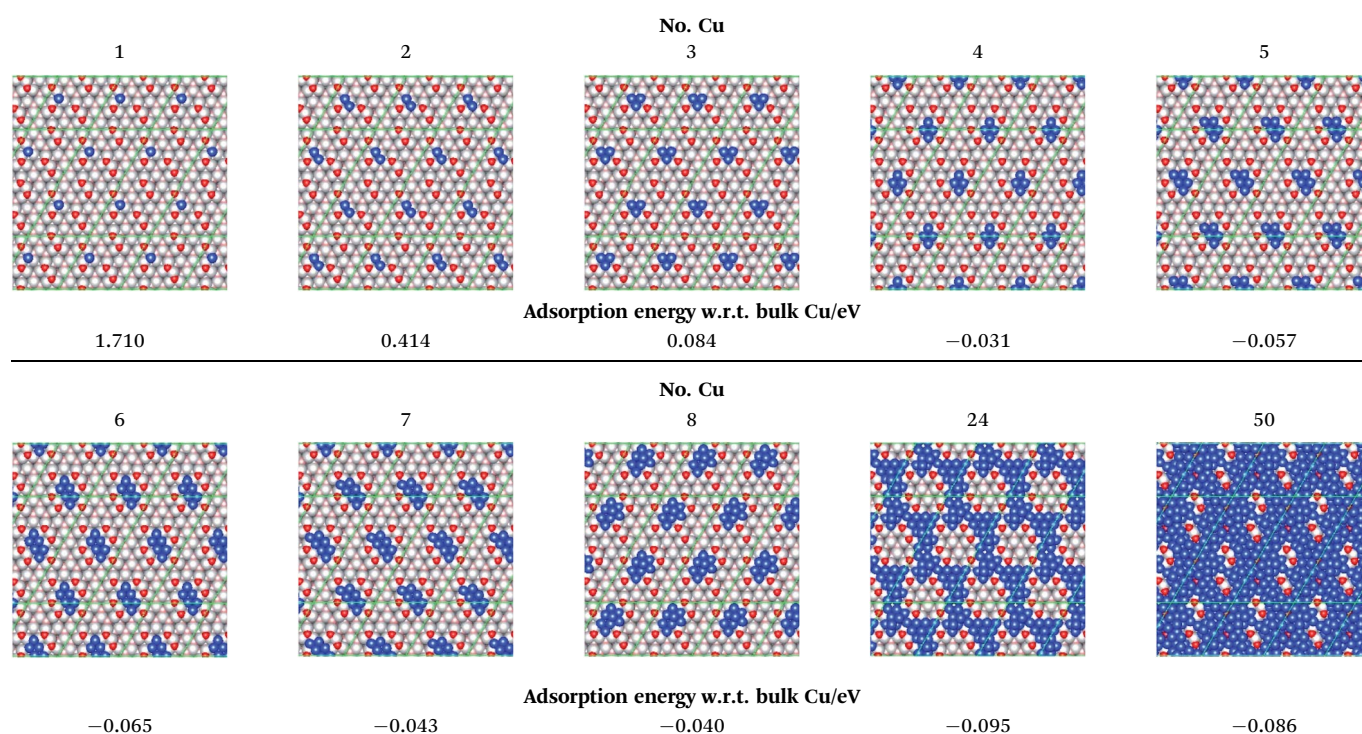 No. Cu
1 2 3 4 5
Adsorption energy w.r.t. bulk Cu/eV
1.710 0.414 0.084 −0.031 −0.057
No. Cu
6 7 8 24 50
Adsorption energy w.r.t. bulk Cu/eV
−0.065 −0.043 −0.040 −0.095 −0.086